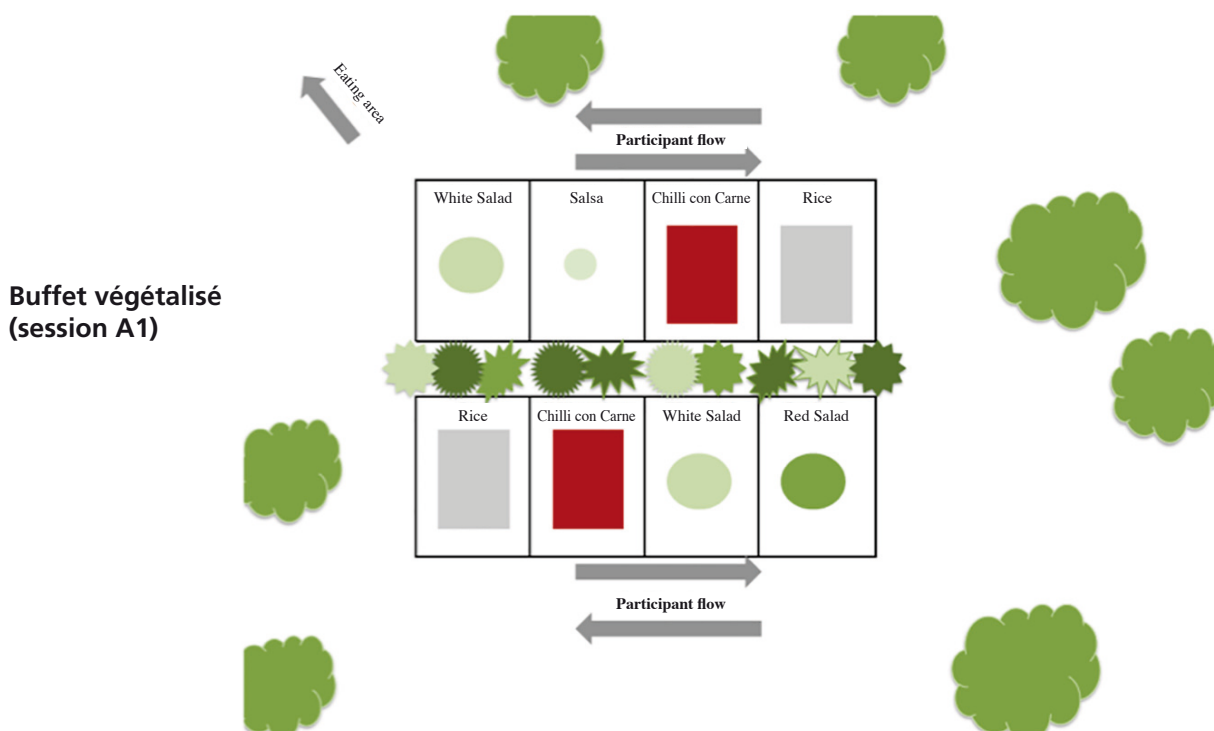 Eating area
Participant flow
White Salad
Salsa
Chilli con Carne
Rice
Buffet végétalisé
(session A1)
Rice
Chilli con Carne
White Salad
Red Salad
Participant flow